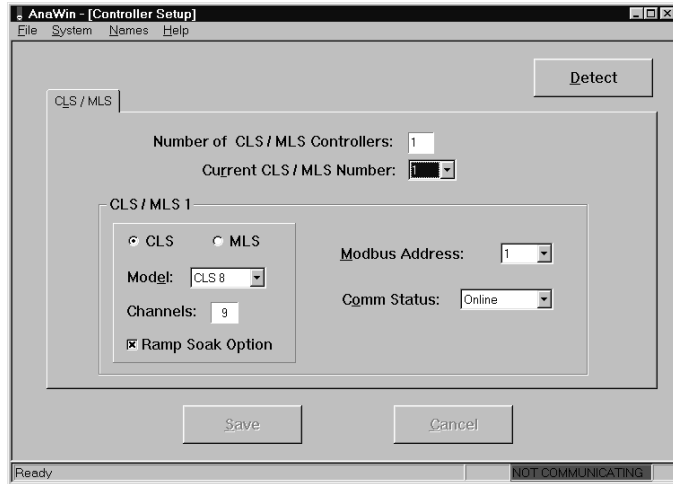 AnaWin - [Controller Setup]
File System Names Help
Detect
CLS / MLS
Number of CLS / MLS Controllers: 1
Current CLS / MLS Number: 1
CLS / MLS 1
CLS MLS
Model: CLS 8
Channels: 9
Ramp Soak Option
Modbus Address: 1
Comm Status: Online
Save Cancel
Ready NOT COMMUNICATING